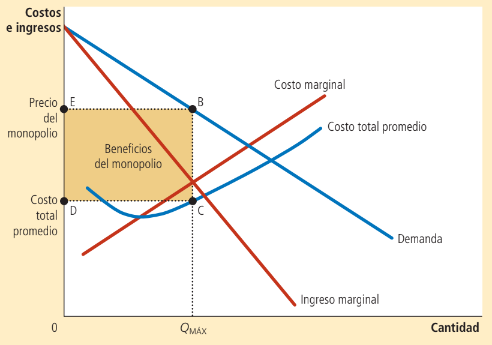 Costos
e ingresos
Costo marginal
Precio
del
monopolio
E
B
Costo total promedio
Beneficios
del monopolio
Costo
total
promedio
D
C
Demanda
Ingreso marginal
0
QMÁX
Cantidad